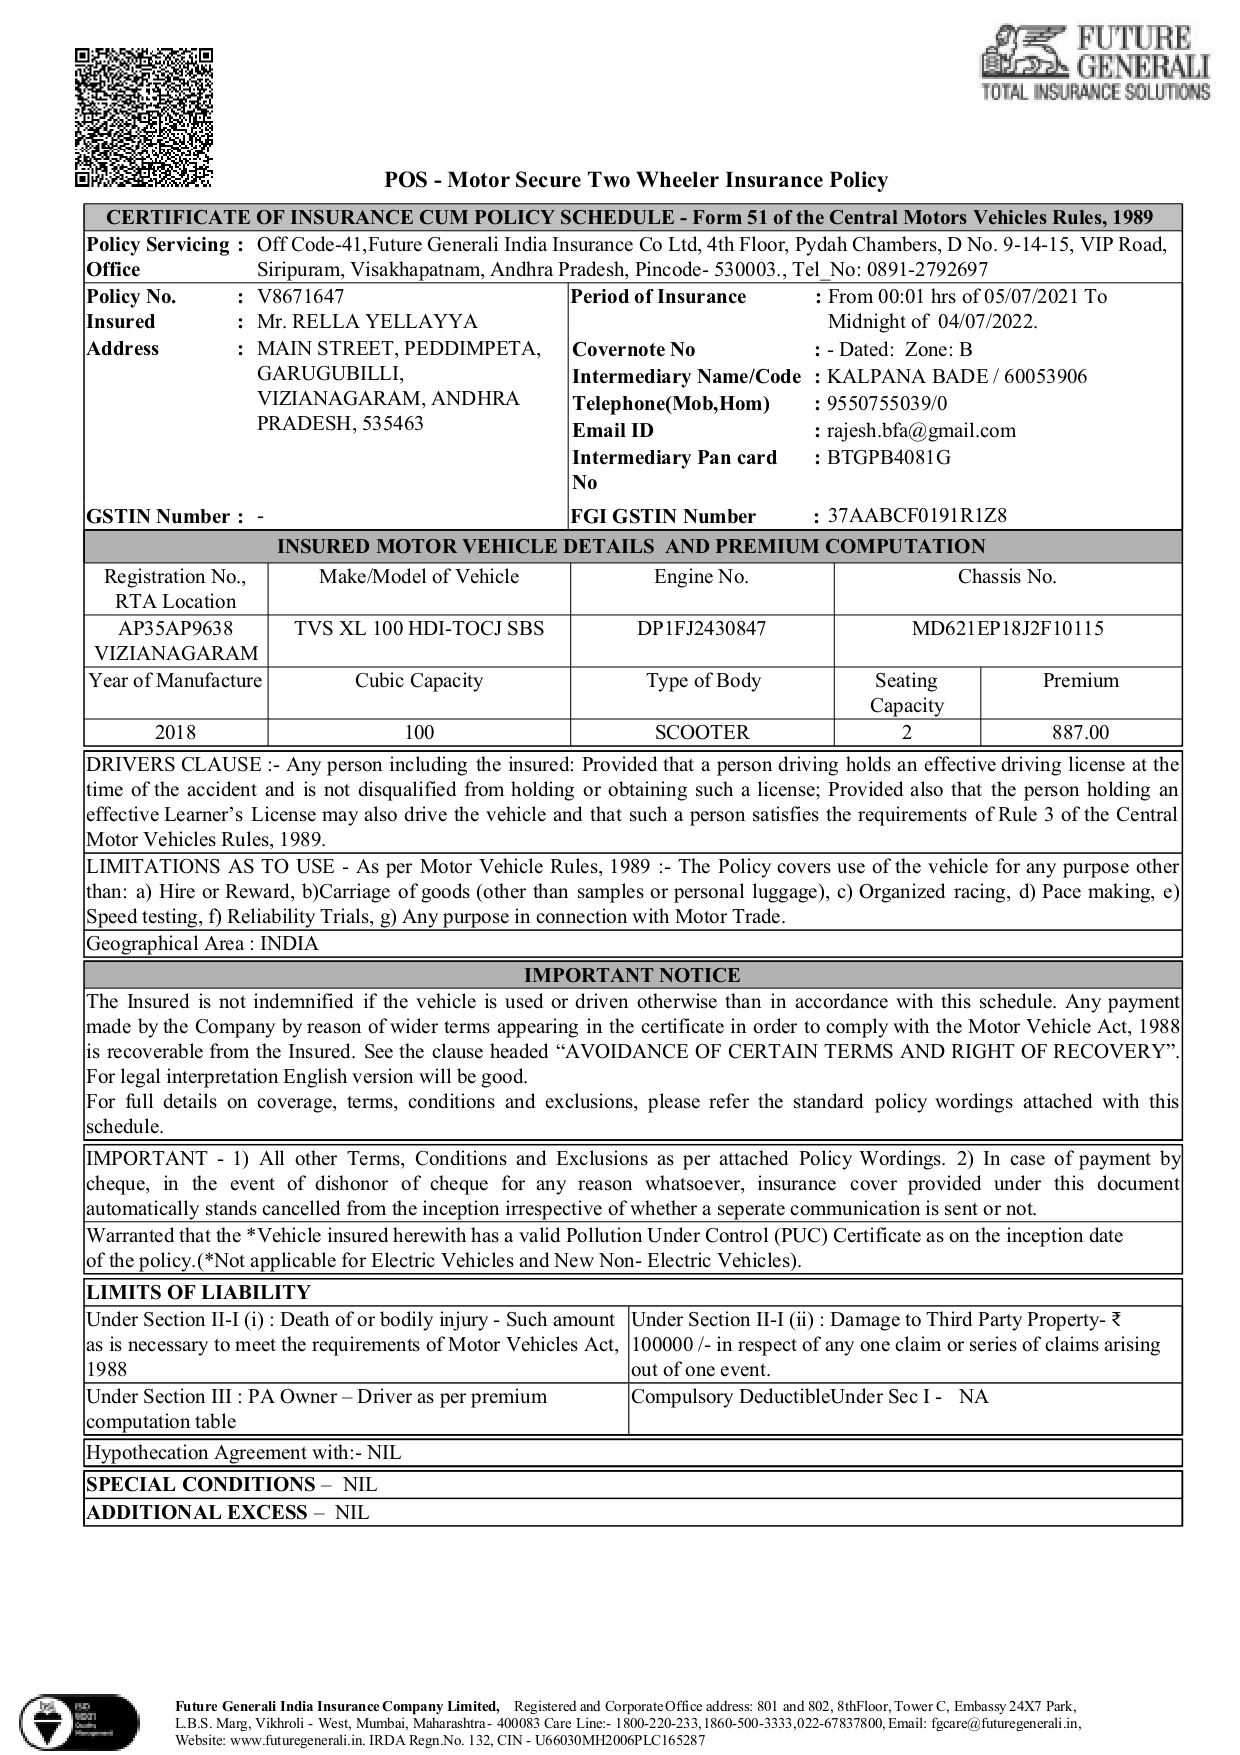 FUTURE
GENERALI
TOTAL INSURANCE SOLUTIONS
POS - Motor Secure Two Wheeler Insurance Policy
CERTIFICATE OF INSURANCE CUM POLICY SCHEDULE - Form 51 of the Central Motors Vehicles Rules, 1989
Policy Servicing : Off Code-41,Future Generali India Insurance Co Ltd, 4th Floor, Pydah Chambers, D No. 9-14-15, VIP Road,
Office Siripuram, Visakhapatnam, Andhra Pradesh, Pincode- 530003., Tel_No: 0891-2792697
Policy No. : V8671647
Insured : Mr. RELLA YELLAYYA
Address : MAIN STREET, PEDDIMPETA,
GARUGUBILLI,
VIZIANAGARAM, ANDHRA
PRADESH, 535463
GSTIN Number : -
Period of Insurance : From 00:01 hrs of 05/07/2021 To
Midnight of 04/07/2022.
Covernote No : - Dated: Zone: B
Intermediary Name/Code : KALPANA BADE / 60053906
Telephone(Mob,Hom) : 9550755039/0
Email ID : rajesh.bfa@gmail.com
Intermediary Pan card : BTGPB4081G
No
FGI GSTIN Number : 37AABCF0191R1Z8
INSURED MOTOR VEHICLE DETAILS AND PREMIUM COMPUTATION
Registration No., Make/Model of Vehicle Engine No. Chassis No.
RTA Location
AP35AP9638 TVS XL 100 HDI-TOCJ SBS DP1FJ2430847 MD621EP18J2F10115
VIZIANAGARAM
Year of Manufacture Cubic Capacity Type of Body Seating Premium
Capacity
2018 100 SCOOTER 2 887.00
DRIVERS CLAUSE :- Any person including the insured: Provided that a person driving holds an effective driving license at the
time of the accident and is not disqualified from holding or obtaining such a license; Provided also that the person holding an
effective Learner’s License may also drive the vehicle and that such a person satisfies the requirements of Rule 3 of the Central
Motor Vehicles Rules, 1989.
LIMITATIONS AS TO USE - As per Motor Vehicle Rules, 1989 :- The Policy covers use of the vehicle for any purpose other
than: a) Hire or Reward, b)Carriage of goods (other than samples or personal luggage), c) Organized racing, d) Pace making, e)
Speed testing, f) Reliability Trials, g) Any purpose in connection with Motor Trade.
Geographical Area : INDIA
IMPORTANT NOTICE
The Insured is not indemnified if the vehicle is used or driven otherwise than in accordance with this schedule. Any payment
made by the Company by reason of wider terms appearing in the certificate in order to comply with the Motor Vehicle Act, 1988
is recoverable from the Insured. See the clause headed “AVOIDANCE OF CERTAIN TERMS AND RIGHT OF RECOVERY”.
For legal interpretation English version will be good.
For full details on coverage, terms, conditions and exclusions, please refer the standard policy wordings attached with this
schedule.
IMPORTANT - 1) All other Terms, Conditions and Exclusions as per attached Policy Wordings. 2) In case of payment by
cheque, in the event of dishonor of cheque for any reason whatsoever, insurance cover provided under this document
automatically stands cancelled from the inception irrespective of whether a seperate communication is sent or not.
Warranted that the *Vehicle insured herewith has a valid Pollution Under Control (PUC) Certificate as on the inception date
of the policy.(*Not applicable for Electric Vehicles and New Non- Electric Vehicles).
LIMITS OF LIABILITY
Under Section II-I (i) : Death of or bodily injury - Such amount
as is necessary to meet the requirements of Motor Vehicles Act,
1988
Under Section II-I (ii) : Damage to Third Party Property- ₹
100000 /- in respect of any one claim or series of claims arising
out of one event.
Under Section III : PA Owner – Driver as per premium
computation table
Compulsory DeductibleUnder Sec I - NA
Hypothecation Agreement with:- NIL
SPECIAL CONDITIONS – NIL
ADDITIONAL EXCESS – NIL
bsi. ISO
9001
Quality
Management
Future Generali India Insurance Company Limited, Registered and Corporate Office address: 801 and 802, 8thFloor, Tower C, Embassy 24X7 Park,
L.B.S. Marg, Vikhroli - West, Mumbai, Maharashtra - 400083 Care Line:- 1800-220-233, 1860-500-3333,022-67837800, Email: fgcare@futuregenerali.in,
Website: www.futuregenerali.in. IRDA Regn.No. 132, CIN - U66030MH2006PLC165287